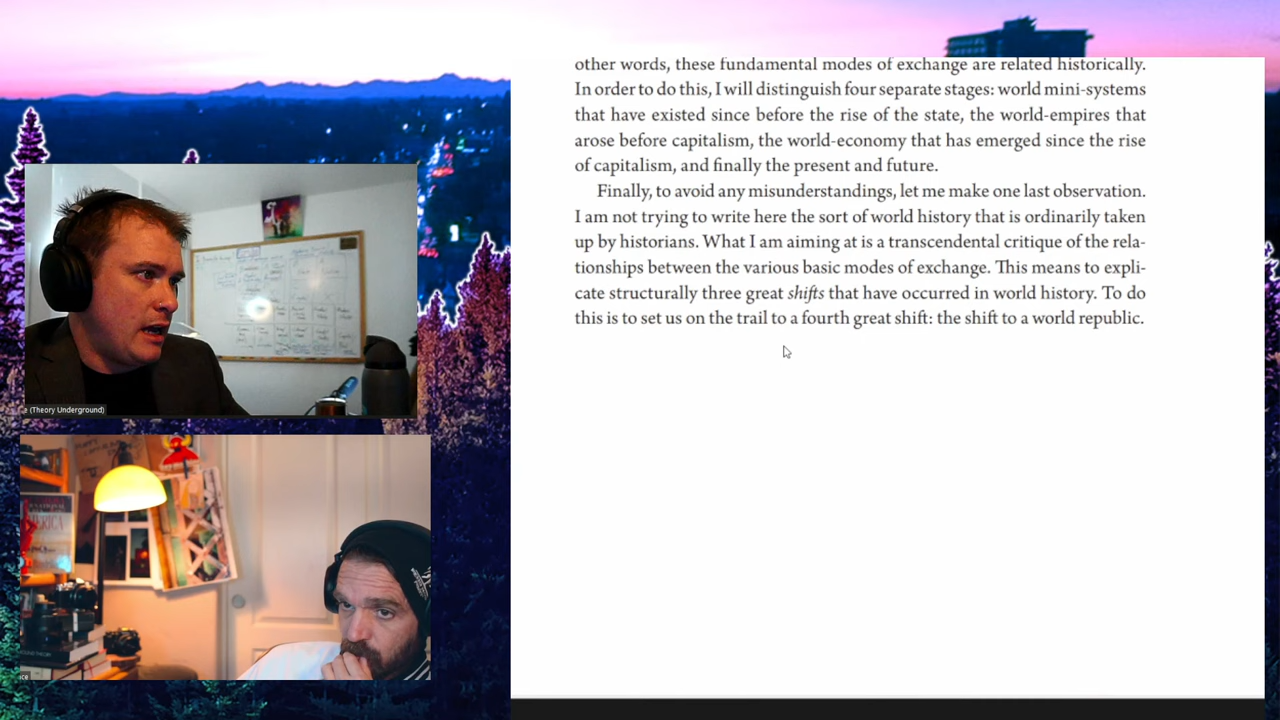 other words, these fundamental modes of exchange are related historically.
In order to do this, I will distinguish four separate stages: world mini-systems
that have existed since before the rise of the state, the world-empires that
arose before capitalism, the world-economy that has emerged since the rise
of capitalism, and finally the present and future.
Finally, to avoid any misunderstandings, let me make one last observation.
I am not trying to write here the sort of world history that is ordinarily taken
up by historians. What I am aiming at is a transcendental critique of the rela-
tionships between the various basic modes of exchange. This means to expli-
cate structurally three great shifts that have occurred in world history. To do
this is to set us on the trail to a fourth great shift: the shift to a world republic.
(Theory Underground)